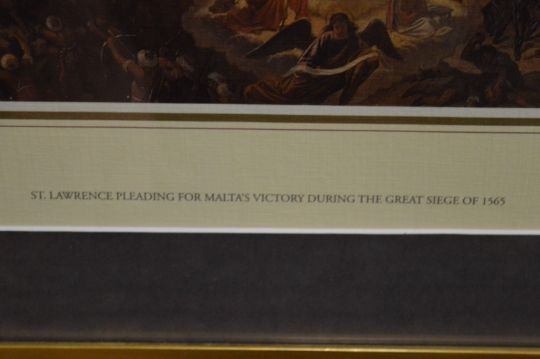 ST. LAWRENCE PLEADING FOR MALTA'S VICTORY DURING THE GREAT SIEGE OF 1565